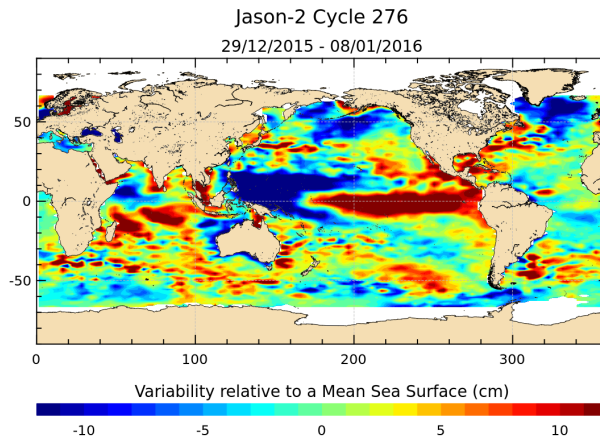 Jason-2 Cycle 276
29/12/2015 - 08/01/2016
50
0
-50
0 100 200 300
Variability relative to a Mean Sea Surface (cm)
-10 -5 0 5 10